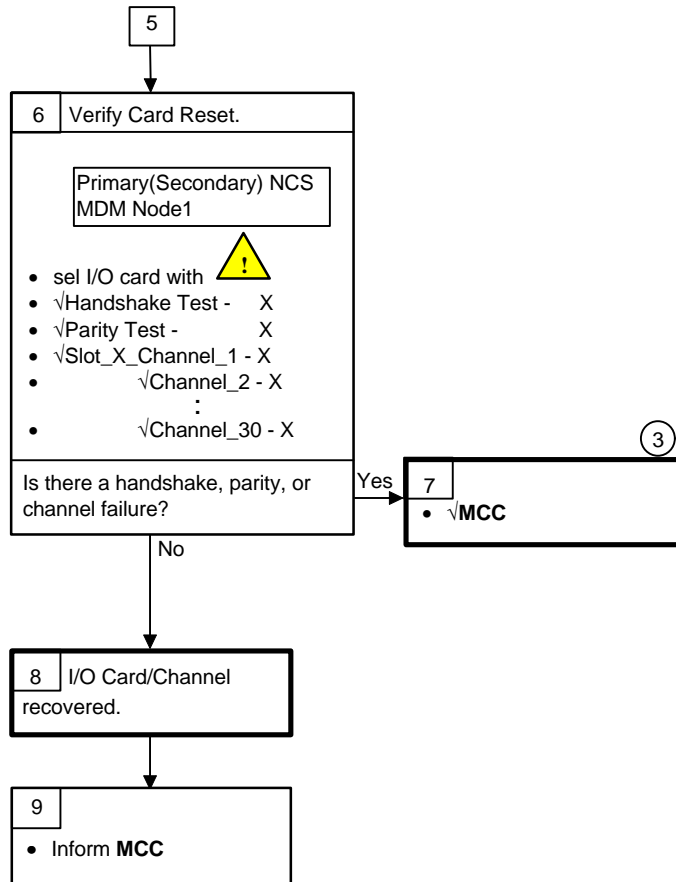 5
6 Verify Card Reset.
Primary(Secondary) NCS
MDM Node1
• sel I/O card with !
• √Handshake Test - X
• √Parity Test - X
• √Slot_X_Channel_1 - X
• √Channel_2 - X
:
• √Channel_30 - X
Is there a handshake, parity, or
channel failure?
Yes
3
7
• √MCC
No
8 I/O Card/Channel
recovered.
9
• Inform MCC